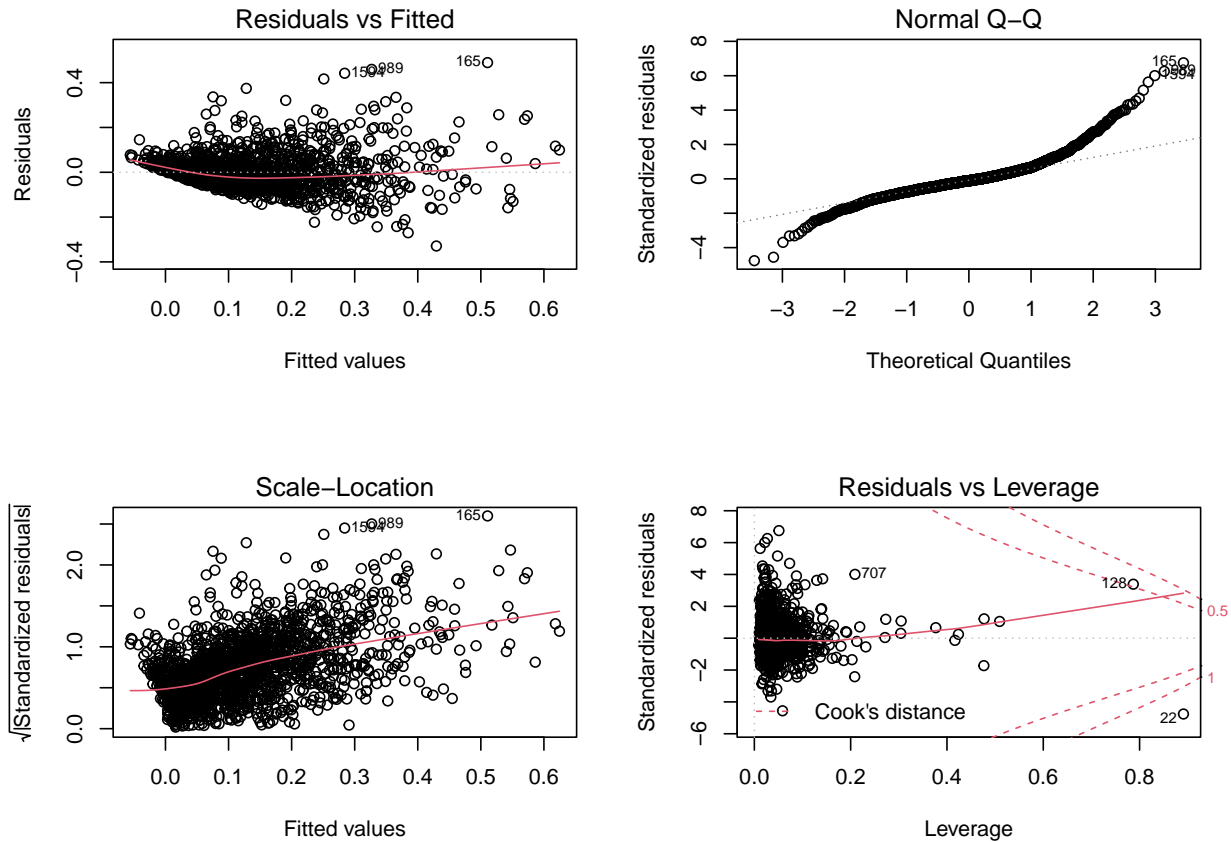 Residuals vs Fitted
Residuals
0.4
0.0
−0.4
0.0 0.1 0.2 0.3 0.4 0.5 0.6
Fitted values
1594
989
165
Normal Q−Q
Standardized residuals
8
6
4
2
0
−4
−3 −2 −1 0 1 2 3
Theoretical Quantiles
165
989
1594
Scale−Location
√|Standardized residuals|
2.0
1.0
0.0
0.0 0.1 0.2 0.3 0.4 0.5 0.6
Fitted values
1594
989
165
Residuals vs Leverage
Standardized residuals
8
6
4
2
0
−2
−6
0.0 0.2 0.4 0.6 0.8
Leverage
707
128
22
0.5
1
Cook's distance